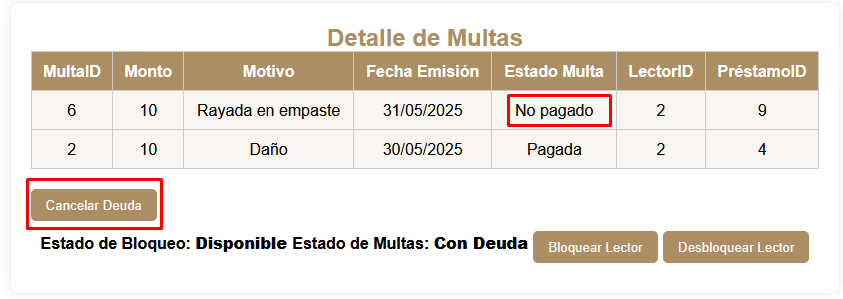 Detalle de Multas
MultaID Monto Motivo Fecha Emisión Estado Multa LectorID PréstamoID
6 10 Rayada en empaste 31/05/2025 No pagado 2 9
2 10 Daño 30/05/2025 Pagada 2 4
Cancelar Deuda
Estado de Bloqueo: Disponible Estado de Multas: Con Deuda Bloquear Lector Desbloquear Lector